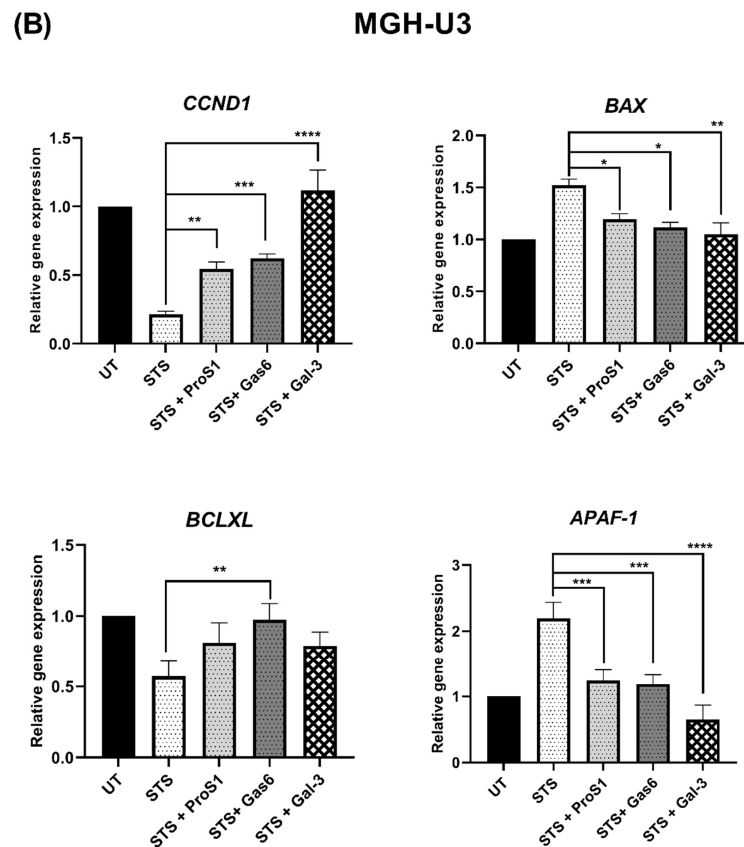 (B) MGH-U3
CCND1
Relative gene expression
1.5
1.0
0.5
0.0
**
***
****
UT
STS
STS + ProS1
STS+ Gas6
STS + Gal-3
BAX
Relative gene expression
2.0
1.5
1.0
0.5
0.0
*
*
**
UT
STS
STS + ProS1
STS+ Gas6
STS + Gal-3
BCLXL
Relative gene expression
1.5
1.0
0.5
0.0
**
UT
STS
STS + ProS1
STS+ Gas6
STS + Gal-3
APAF-1
Relative gene expression
3
2
1
0
***
***
****
UT
STS
STS + ProS1
STS+ Gas6
STS + Gal-3